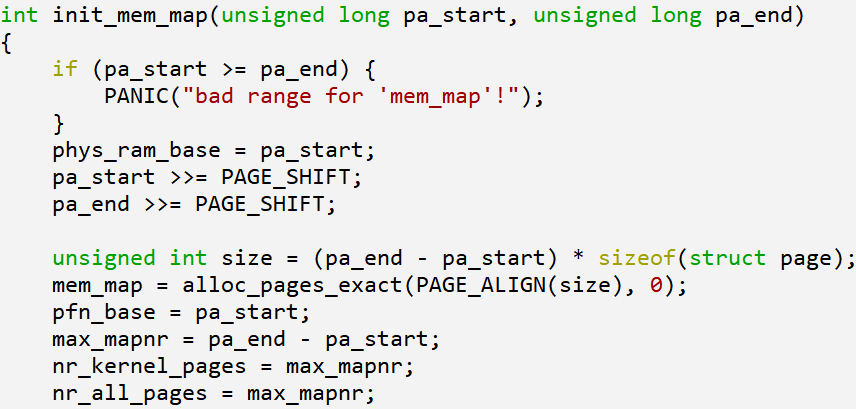 int init_mem_map(unsigned long pa_start, unsigned long pa_end)
{
    if (pa_start >= pa_end) {
        PANIC("bad range for 'mem_map'!");
    }
    phys_ram_base = pa_start;
    pa_start >>= PAGE_SHIFT;
    pa_end >>= PAGE_SHIFT;

    unsigned int size = (pa_end - pa_start) * sizeof(struct page);
    mem_map = alloc_pages_exact(PAGE_ALIGN(size), 0);
    pfn_base = pa_start;
    max_mapnr = pa_end - pa_start;
    nr_kernel_pages = max_mapnr;
    nr_all_pages = max_mapnr;